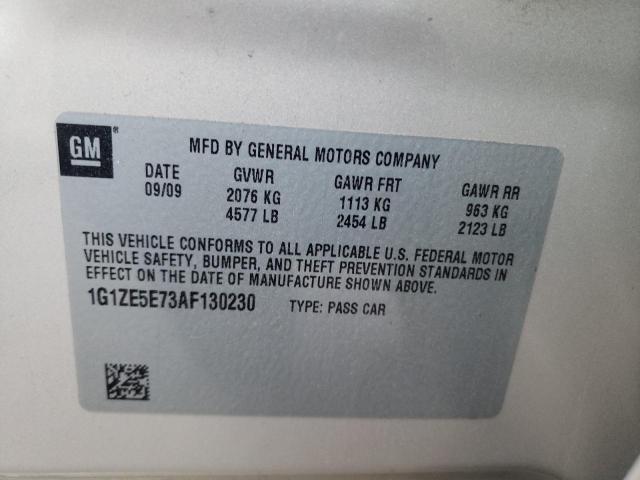 GM®
MFD BY GENERAL MOTORS COMPANY
DATE GVWR GAWR FRT GAWR RR
09/09 2076 KG 1113 KG 963 KG
4577 LB 2454 LB 2123 LB
THIS VEHICLE CONFORMS TO ALL APPLICABLE U.S. FEDERAL MOTOR
VEHICLE SAFETY, BUMPER, AND THEFT PREVENTION STANDARDS IN
EFFECT ON THE DATE OF MANUFACTURE SHOWN ABOVE.
1G1ZE5E73AF130230 TYPE: PASS CAR